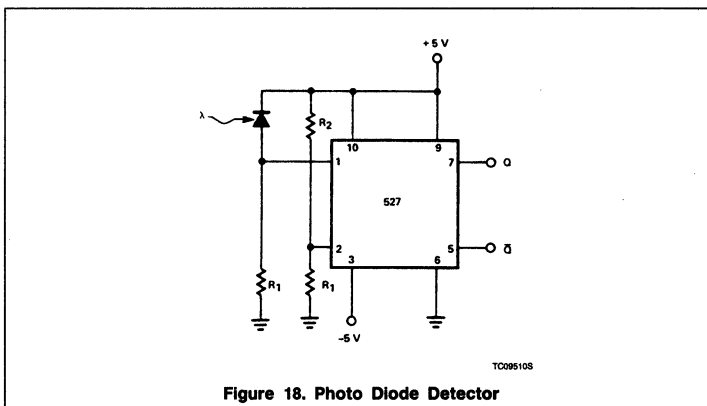 +5 V
λ
R2
10
9
1
7
Q
527
2
5
Q̄
3
6
R1
R1
–5 V
TC09510S
Figure 18. Photo Diode Detector